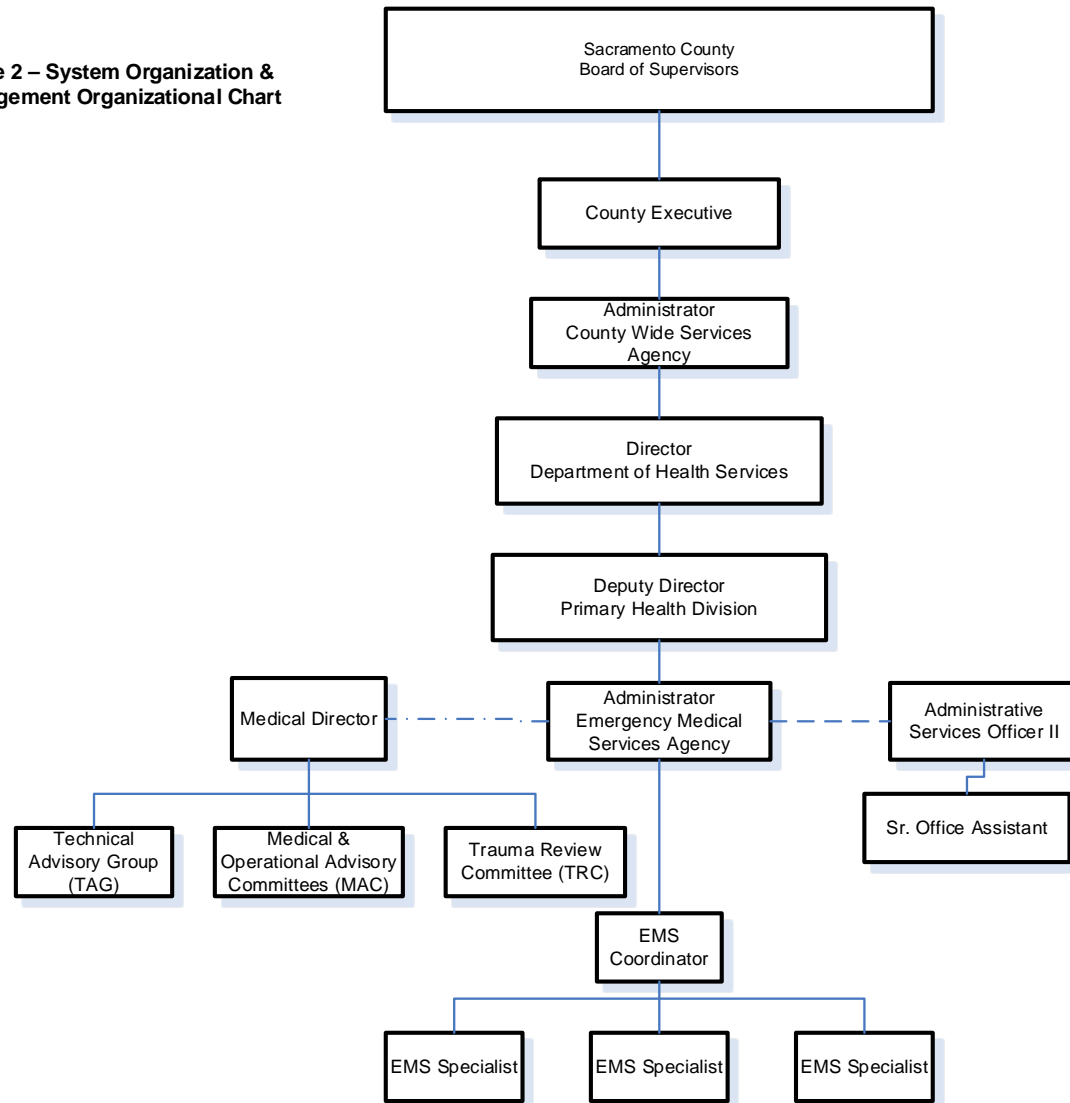 e 2 – System Organization &
gement Organizational Chart
Sacramento County
Board of Supervisors
County Executive
Administrator
County Wide Services
Agency
Director
Department of Health Services
Deputy Director
Primary Health Division
Medical Director
Administrator
Emergency Medical
Services Agency
Administrative
Services Officer II
Technical
Advisory Group
(TAG)
Medical &
Operational Advisory
Committees (MAC)
Trauma Review
Committee (TRC)
Sr. Office Assistant
EMS
Coordinator
EMS Specialist
EMS Specialist
EMS Specialist